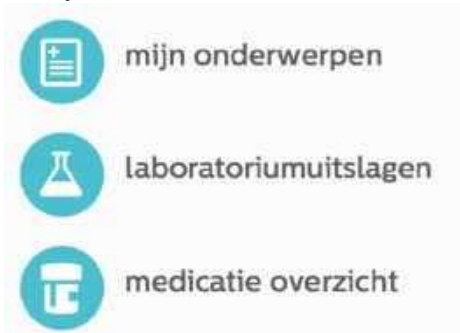 mijn onderwerpen
laboratoriumuitslagen
medicatie overzicht